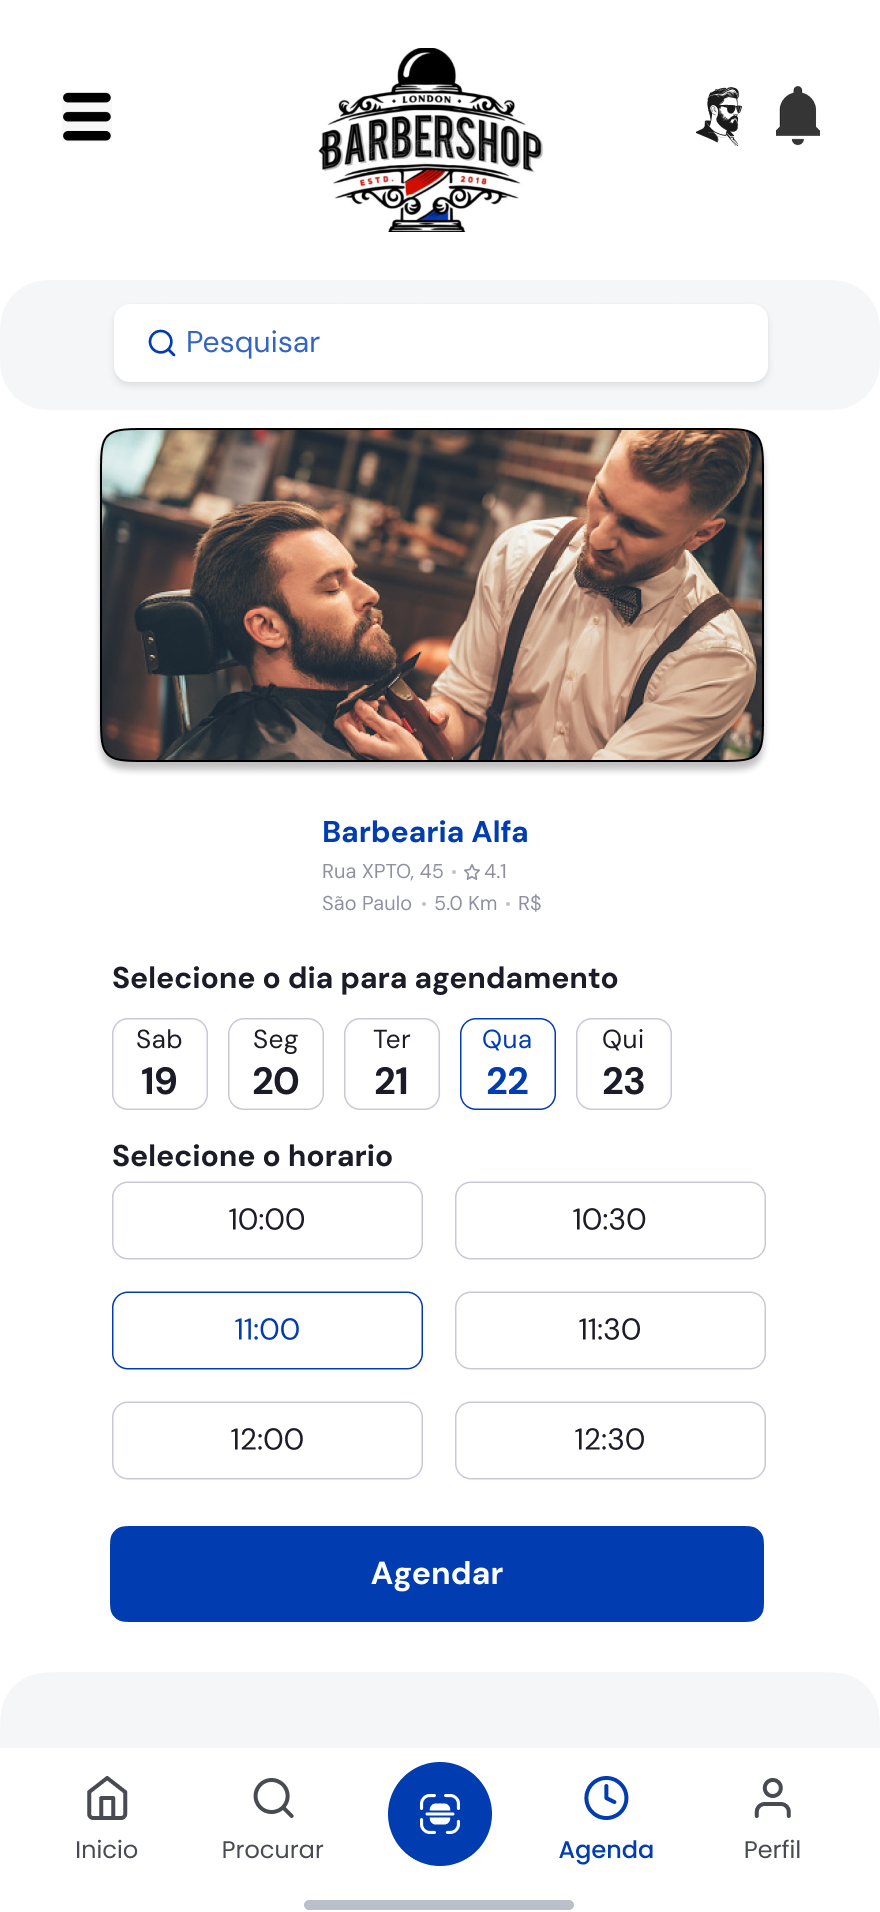 LONDON
BARBERSHOP
ESTD. 2018
Pesquisar
Barbearia Alfa
Rua XPTO, 45 • 4.1
São Paulo • 5.0 Km • R$
Selecione o dia para agendamento
Sab Seg Ter Qua Qui
19 20 21 22 23
Selecione o horario
10:00 10:30
11:00 11:30
12:00 12:30
Agendar
Inicio Procurar Agenda Perfil